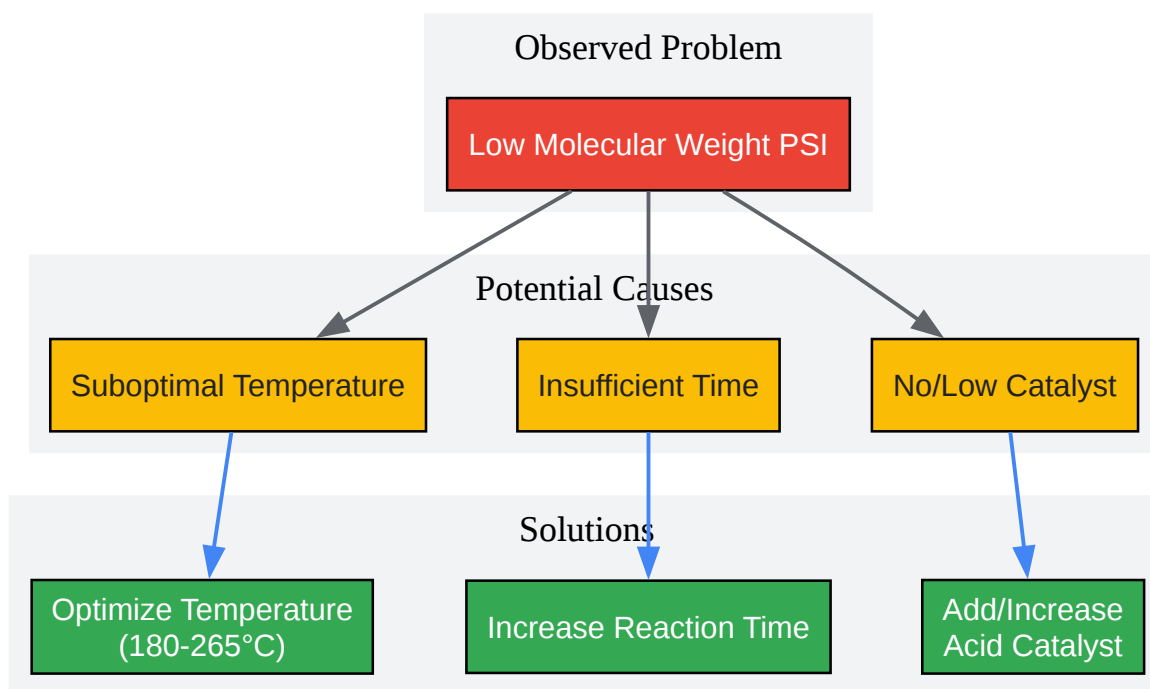 Observed Problem
Low Molecular Weight PSI
Potential Causes
Suboptimal Temperature
Insufficient Time
No/Low Catalyst
Solutions
Optimize Temperature
(180-265°C)
Increase Reaction Time
Add/Increase
Acid Catalyst